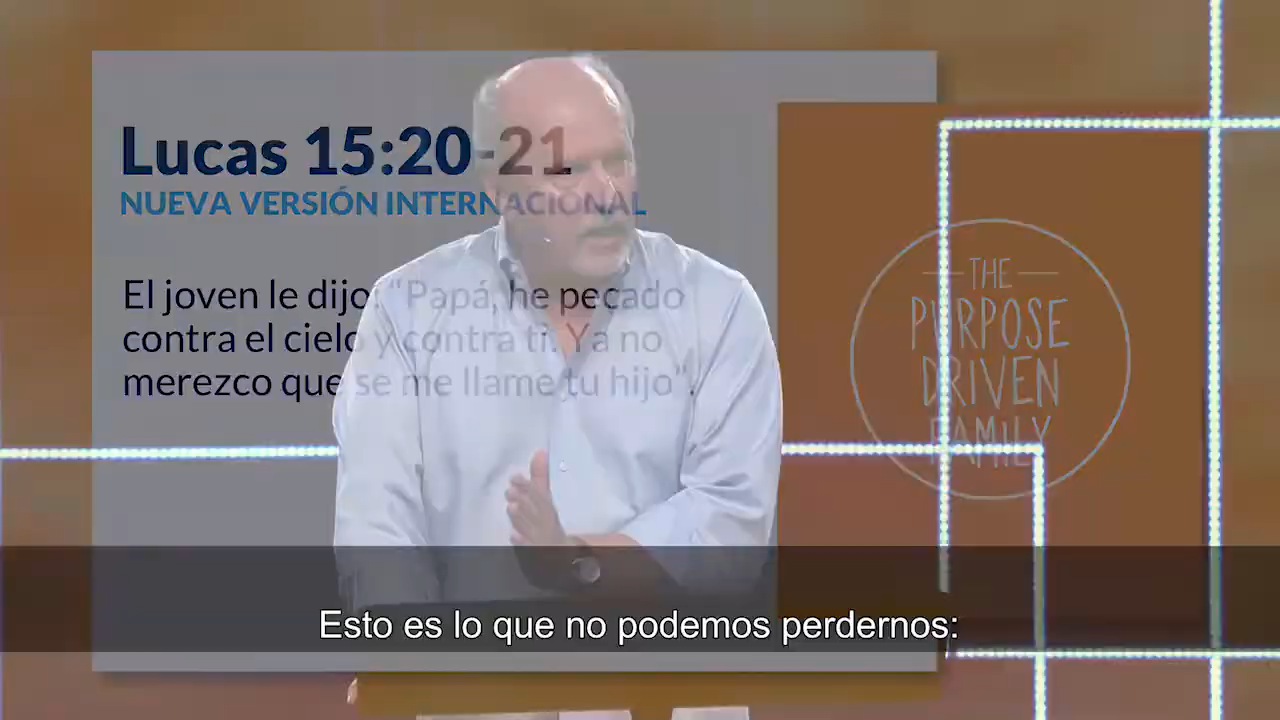 Lucas 15:20-21
NUEVA VERSIÓN INTERNACIONAL
El joven le dijo: “Papá, he pecado
contra el cielo y contra ti. Ya no
merezco que se me llame tu hijo”.
THE
PURPOSE
DRIVEN
FAMILY
Esto es lo que no podemos perdernos: